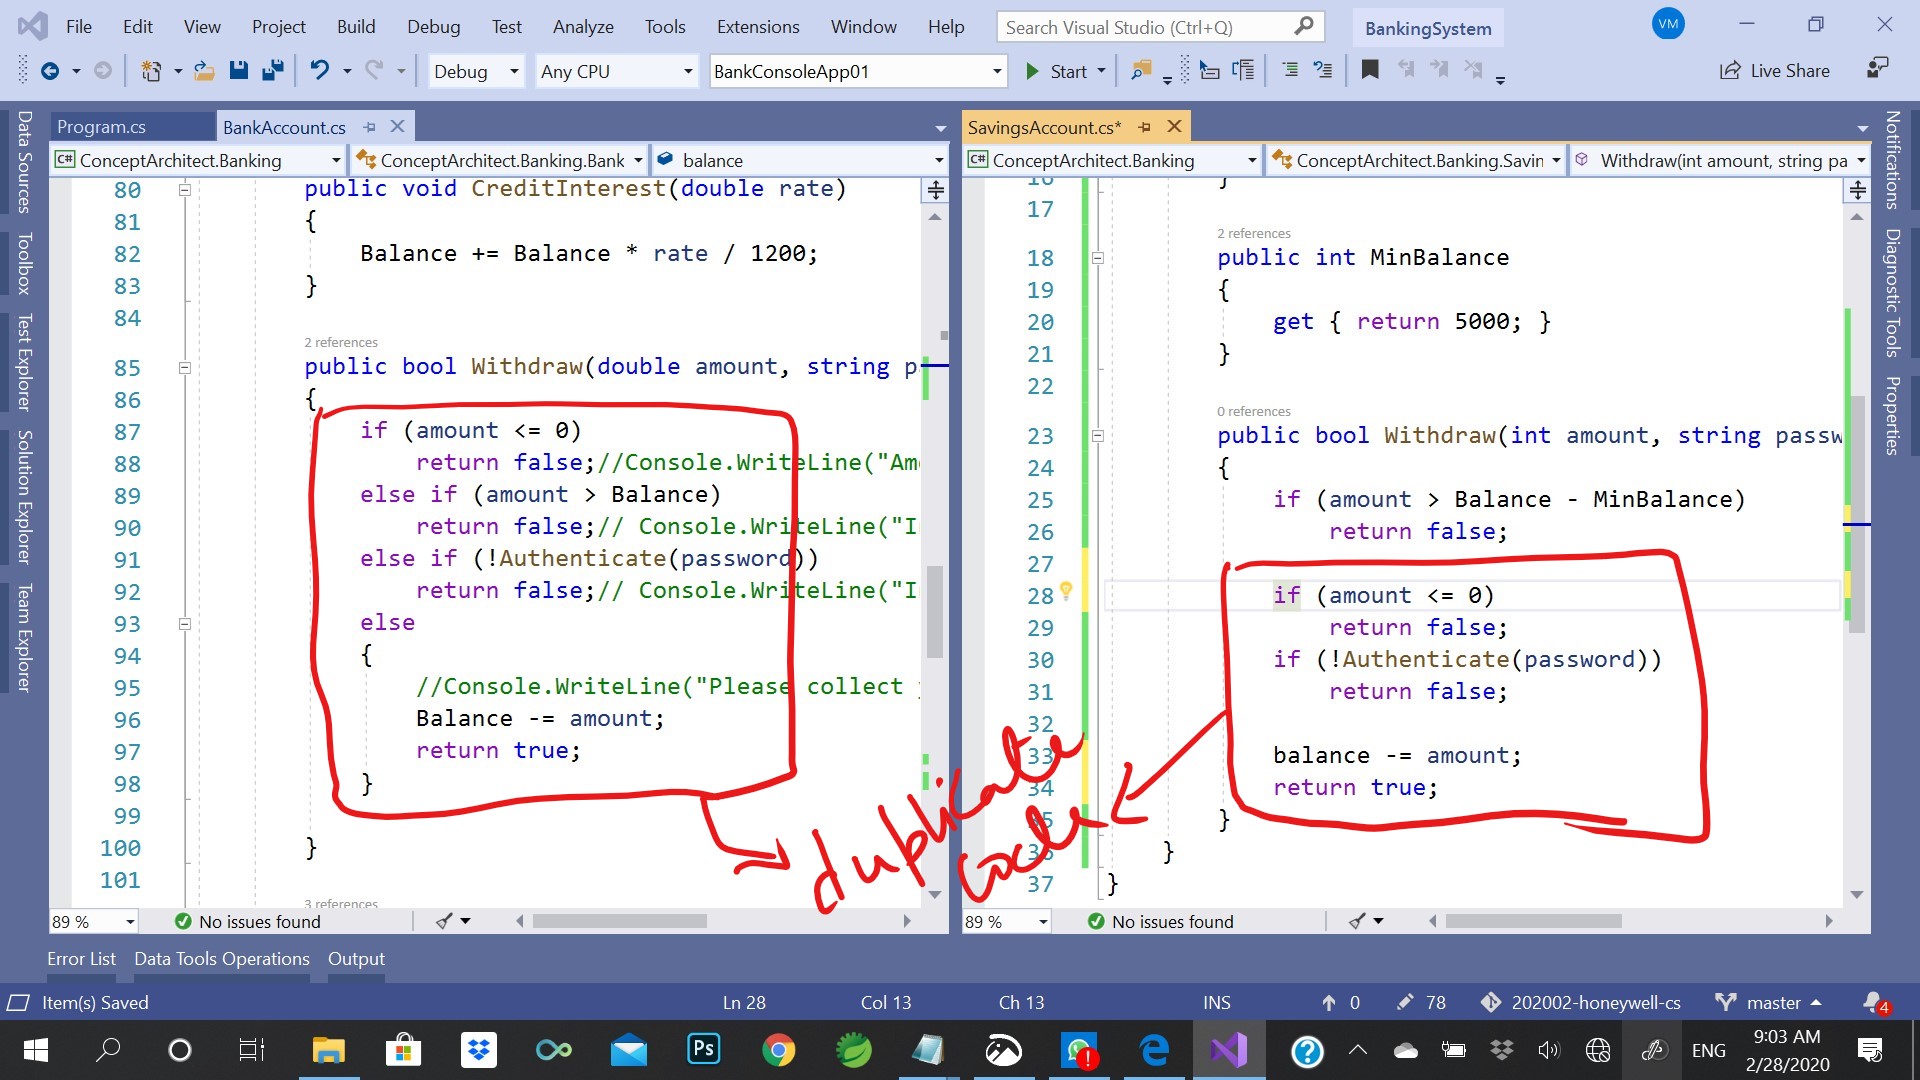 File Edit View Project Build Debug Test Analyze Tools Extensions Window Help Search Visual Studio (Ctrl+Q) BankingSystem VM
Debug Any CPU BankConsoleApp01 Start Live Share
Data Sources
Toolbox
Test Explorer
Solution Explorer
Team Explorer
Program.cs BankAccount.cs
C# ConceptArchitect.Banking ConceptArchitect.Banking.Bank balance
80 public void CreditInterest(double rate)
81 {
82 Balance += Balance * rate / 1200;
83 }
84
2 references
85 public bool Withdraw(double amount, string p
86 {
87 if (amount <= 0)
88 return false;//Console.WriteLine("Am
89 else if (amount > Balance)
90 return false;// Console.WriteLine("I
91 else if (!Authenticate(password))
92 return false;// Console.WriteLine("I
93 else
94 {
95 //Console.WriteLine("Please collect
96 Balance -= amount;
97 return true;
98 }
99
100 }
101
3 references
89 % No issues found
duplicate
Code
SavingsAccount.cs*
C# ConceptArchitect.Banking ConceptArchitect.Banking.Savin Withdraw(int amount, string pa
16 }
17
2 references
18 public int MinBalance
19 {
20 get { return 5000; }
21 }
22
0 references
23 public bool Withdraw(int amount, string passw
24 {
25 if (amount > Balance - MinBalance)
26 return false;
27
28 if (amount <= 0)
29 return false;
30 if (!Authenticate(password))
31 return false;
32
33 balance -= amount;
34 return true;
35 }
36 }
37 }
89 % No issues found
Notifications
Diagnostic Tools
Properties
Error List Data Tools Operations Output
Item(s) Saved Ln 28 Col 13 Ch 13 INS 0 78 202002-honeywell-cs master 4
Ps ENG 9:03 AM
2/28/2020